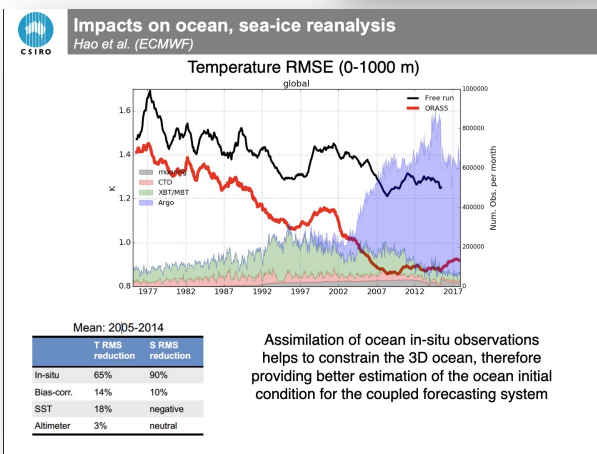 CSIRO
Impacts on ocean, sea-ice reanalysis
Hao et al. (ECMWF)
Temperature RMSE (0-1000 m)
global
1.6
1.4
1.2
1.0
0.8
K
1000000
800000
600000
400000
200000
0
Num. Obs. per month
Free run
ORAS5
mooring
CTD
XBT/MBT
Argo
1977 1982 1987 1992 1997 2002 2007 2012 2017
Mean: 2005-2014
T RMS reduction S RMS reduction
In-situ 65% 90%
Bias-corr. 14% 10%
SST 18% negative
Altimeter 3% neutral
Assimilation of ocean in-situ observations
helps to constrain the 3D ocean, therefore
providing better estimation of the ocean initial
condition for the coupled forecasting system